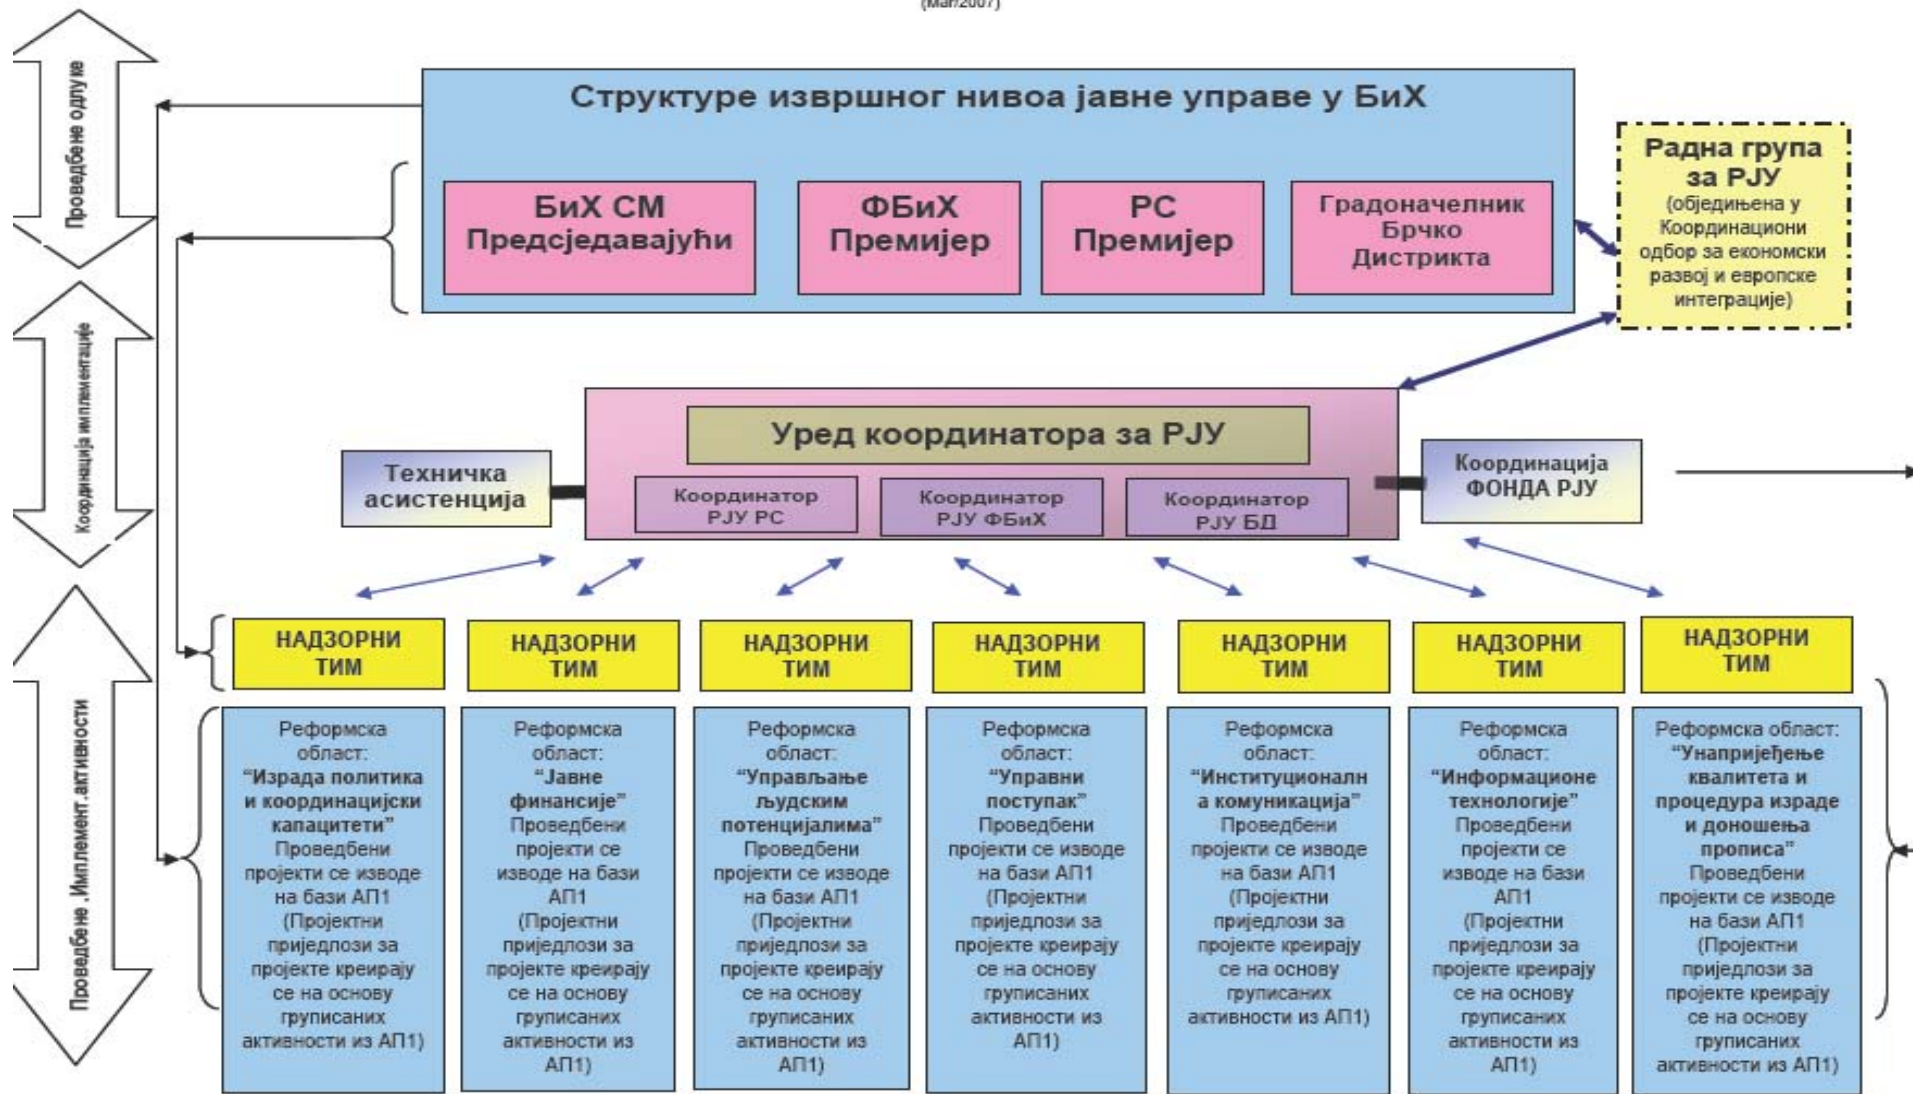 (Mar/2007)
Проведбене одлуке
Структуре извршног нивоа јавне управе у БиХ
БиХ СМ
Предсједавајући
ФБиХ
Премијер
РС
Премијер
Градоначелник
Брчко
Дистрикта
Радна група
за РЈУ
(обједињена у
Координациони
одбор за економски
развој и европске
интеграције)
Координација имплементације
Уред координатора за РЈУ
Техничка
асистенција
Координатор
РЈУ РС
Координатор
РЈУ ФБиХ
Координатор
РЈУ БД
Координација
ФОНДА РЈУ
Проведбене ,Имплемент.активности
НАДЗОРНИ
ТИМ
НАДЗОРНИ
ТИМ
НАДЗОРНИ
ТИМ
НАДЗОРНИ
ТИМ
НАДЗОРНИ
ТИМ
НАДЗОРНИ
ТИМ
НАДЗОРНИ
ТИМ
Реформска
област:
“Израда политика
и координацијски
капацитети”
Проведбени
пројекти се изводе
на бази АП1
(Пројектни
приједлози за
пројекте креирају
се на основу
груписаних
активности из АП1)
Реформска
област:
“Јавне
финансије”
Проведбени
пројекти се
изводе на бази
АП1
(Пројектни
приједлози за
пројекте креирају
се на основу
груписаних
активности из
АП1)
Реформска
област:
“Управљање
људским
потенцијалима”
Проведбени
пројекти се изводе
на бази АП1
(Пројектни
приједлози за
пројекте креирају
се на основу
груписаних
активности из
АП1)
Реформска
област:
“Управни
поступак”
Проведбени
пројекти се изводе
на бази АП1
(Пројектни
приједлози за
пројекте креирају
се на основу
груписаних
активности из
АП1)
Реформска
област:
“Институционалн
а комуникација”
Проведбени
пројекти се изводе
на бази АП1
(Пројектни
приједлози за
пројекте креирају
се на основу
груписаних
активности из АП1)
Реформска
област:
“Информационе
технологије”
Проведбени
пројекти се
изводе на бази
АП1
(Пројектни
приједлози за
пројекте креирају
се на основу
груписаних
активности из
АП1)
Реформска област:
“Унапријеђење
квалитета и
процедура израде
и доношења
прописа”
Проведбени
пројекти се изводе
на бази АП1
(Пројектни
приједлози за
пројекте креирају
се на основу
груписаних
активности из АП1)